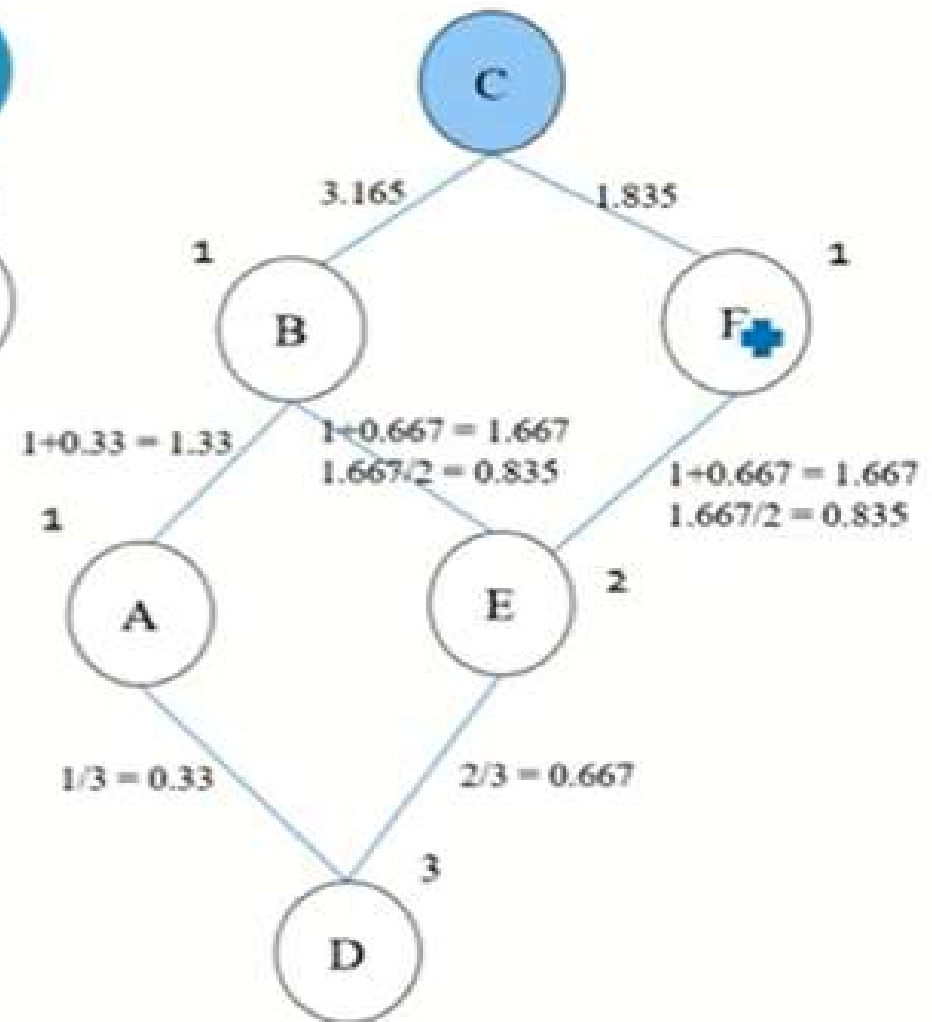 C
3.165
1.835
1
1
B
F
1+0.33 = 1.33
1+0.667 = 1.667
1.667/2 = 0.835
1+0.667 = 1.667
1.667/2 = 0.835
1
A
E
2
1/3 = 0.33
2/3 = 0.667
3
D